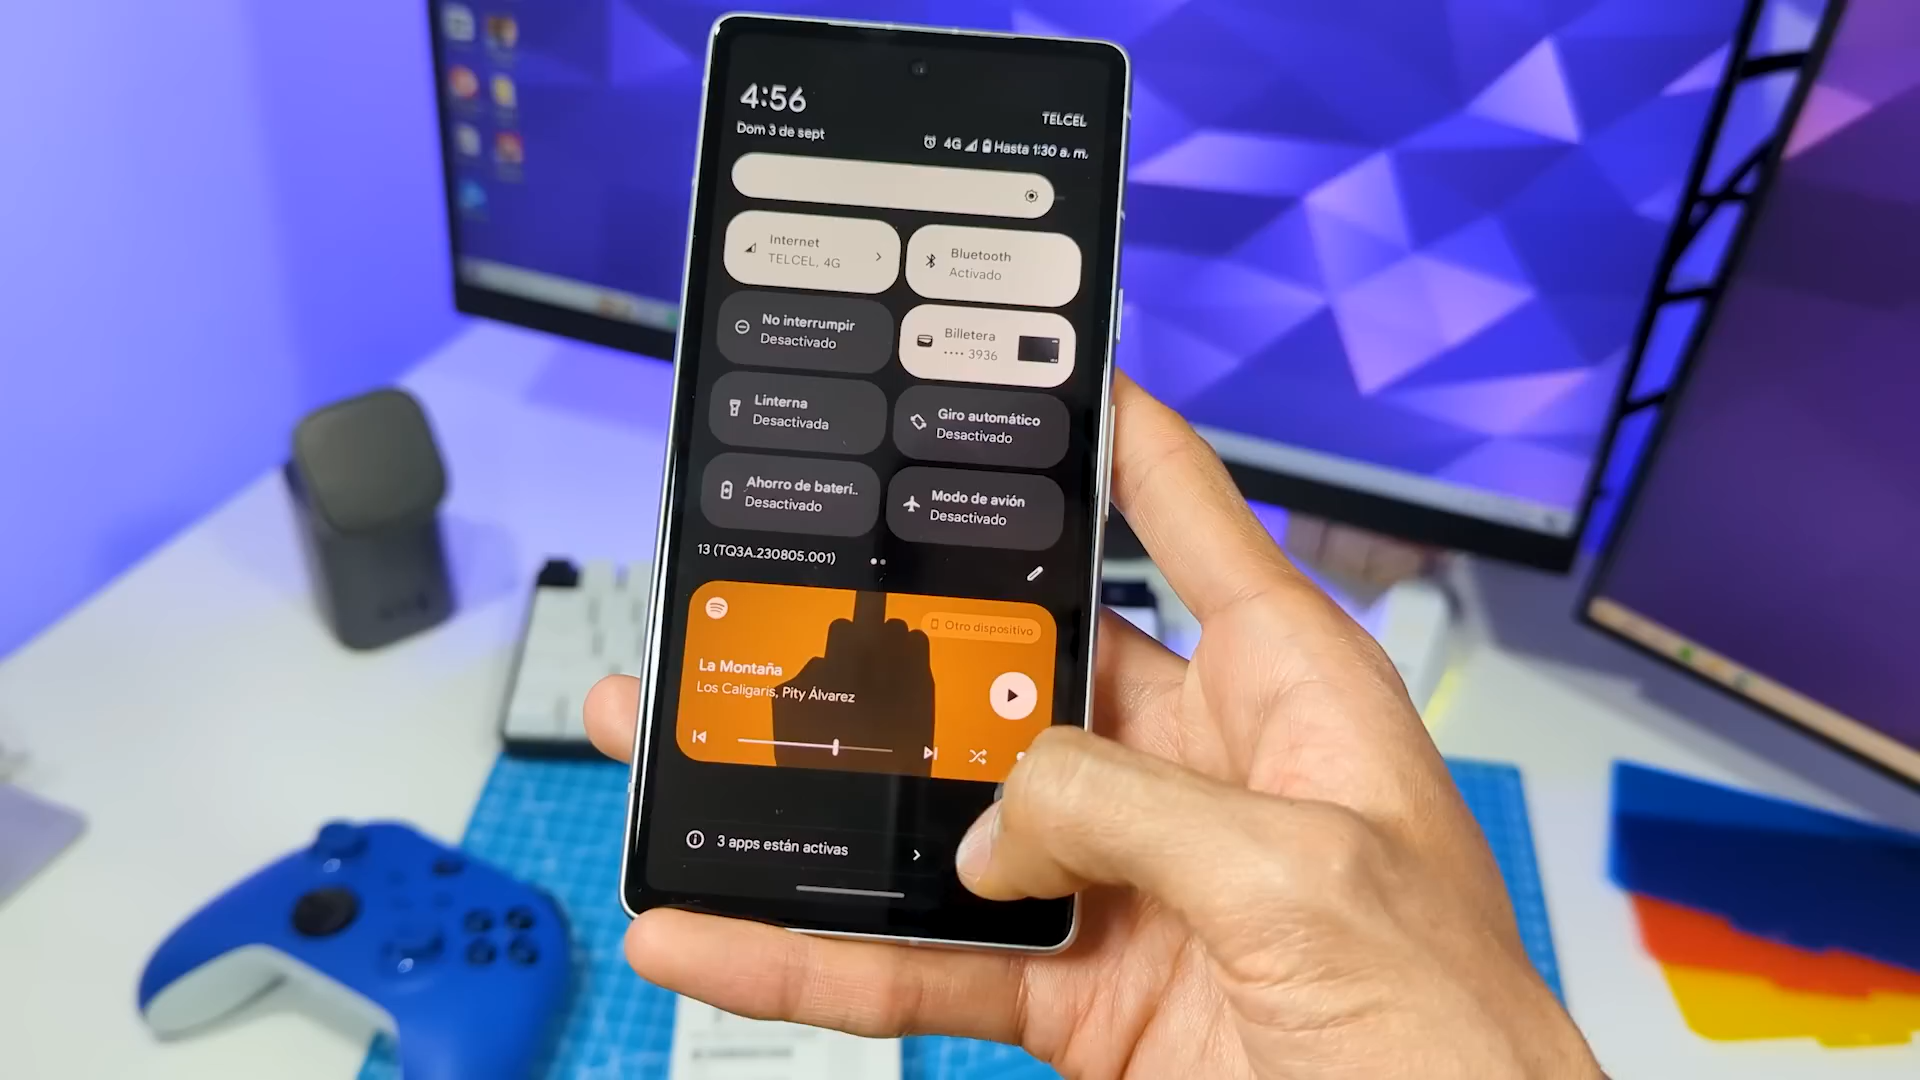 4:56
TELCEL
Dom 3 de sept
4G Hasta 1:30 a. m.
Internet
TELCEL, 4G
Bluetooth
Activado
No interrumpir
Desactivado
Billetera
•••• 3936
Linterna
Desactivada
Giro automático
Desactivado
Ahorro de baterí..
Desactivado
Modo de avión
Desactivado
13 (TQ3A.230805.001)
Otro dispositivo
La Montaña
Los Caligaris, Pity Álvarez
3 apps están activas